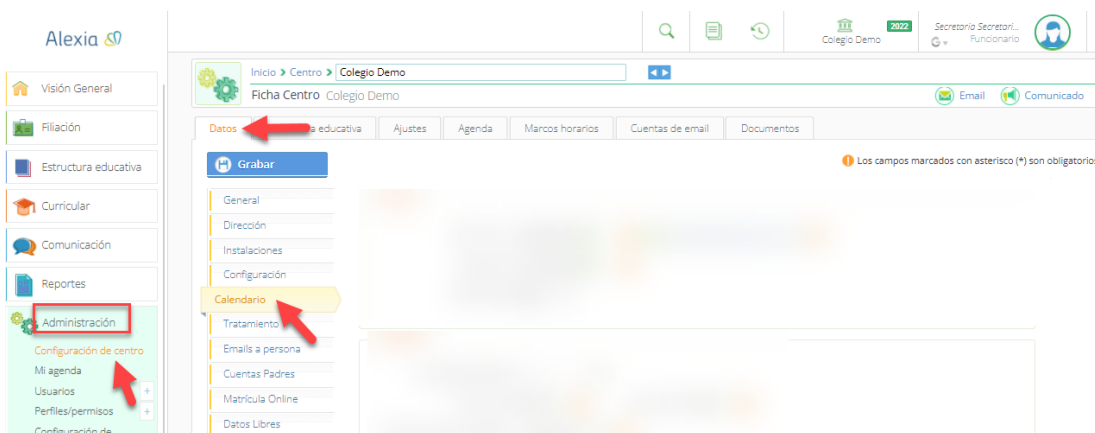 Alexia
Colegio Demo
2022
Secretaria Secretari...
G
Funcionario
Visión General
Filiación
Estructura educativa
Curricular
Comunicación
Reportes
Administración
Configuración de centro
Mi agenda
Usuarios +
Perfiles/permisos +
Configuración de
Inicio > Centro > Colegio Demo
Ficha Centro Colegio Demo
Email
Comunicado
Datos
educativa
Ajustes
Agenda
Marcos horarios
Cuentas de email
Documentos
Grabar
Los campos marcados con asterisco (*) son obligatorios
General
Dirección
Instalaciones
Configuración
Calendario
Tratamiento
Emails a persona
Cuentas Padres
Matrícula Online
Datos Libres